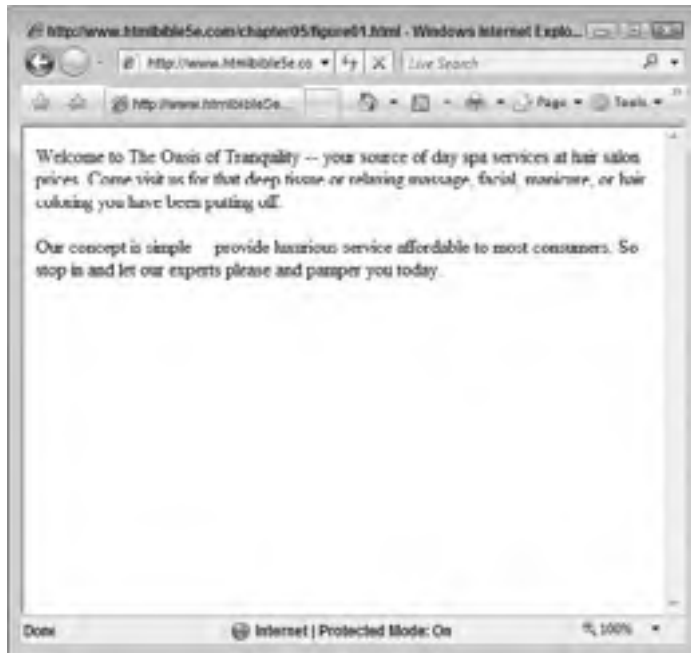 http://www.htmlbible5e.com/chapter05/figure01.html - Windows Internet Explo...
http://www.htmlbible5e.co Live Search
http://www.htmlbible5e... Page Tools
Welcome to The Oasis of Tranquility -- your source of day spa services at hair salon
prices. Come visit us for that deep tissue or relaxing massage, facial, manicure, or hair
coloring you have been putting off.
Our concept is simple provide luxurious service affordable to most consumers. So
stop in and let our experts please and pamper you today.
Done Internet | Protected Mode: On 100%